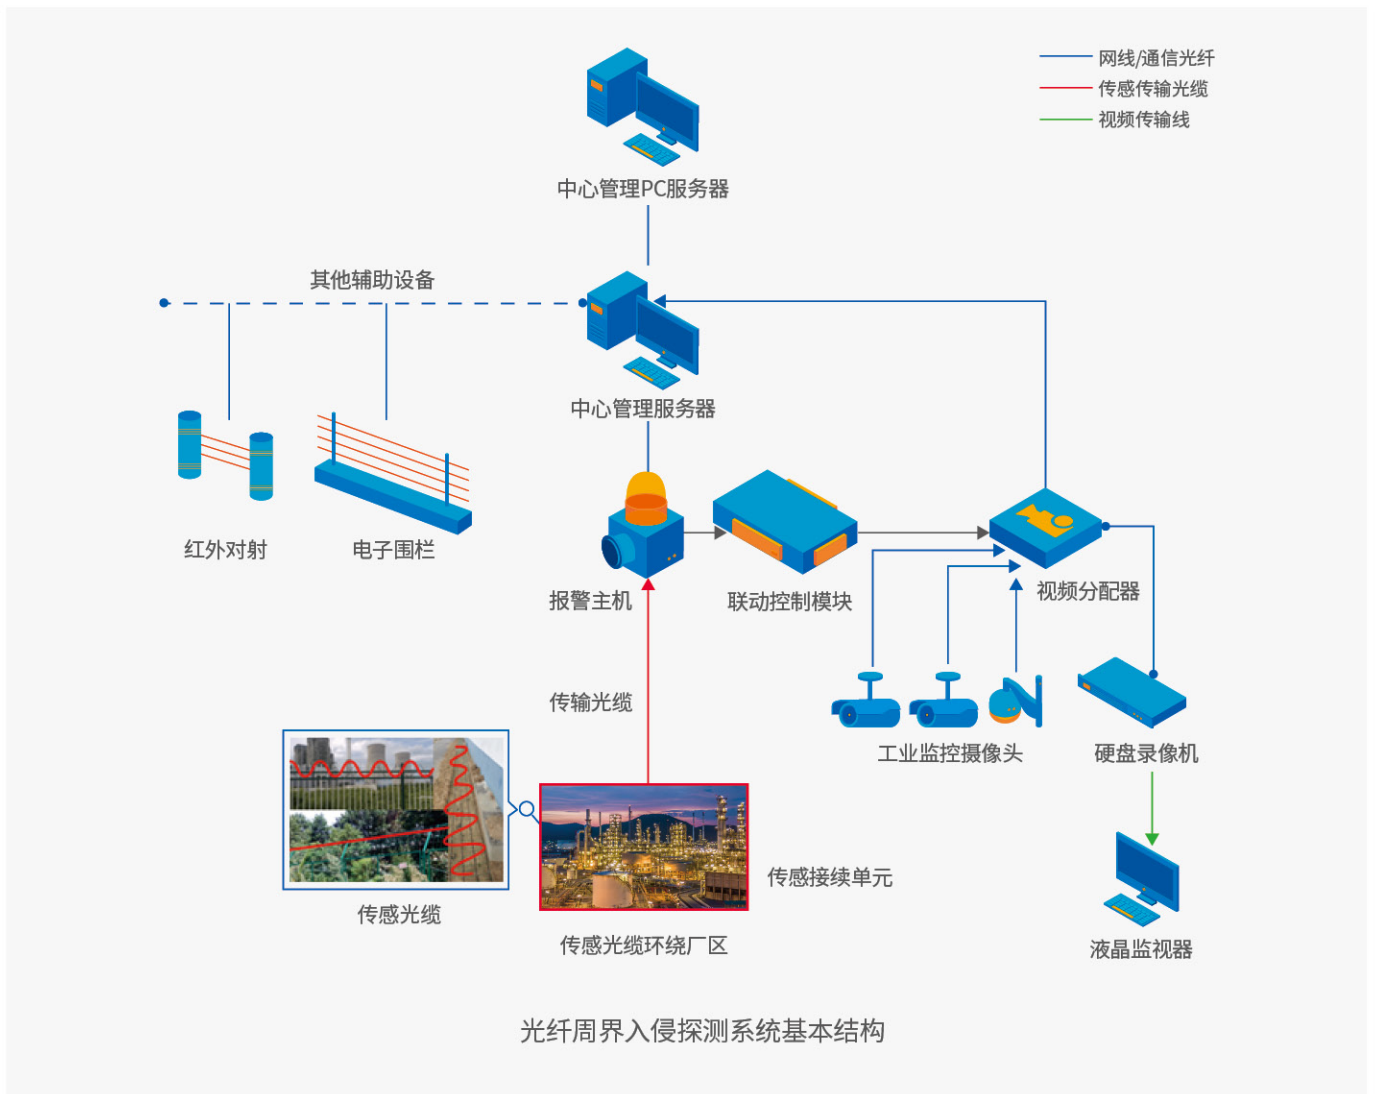 网线/通信光纤
传感传输光缆
视频传输线
中心管理PC服务器
其他辅助设备
中心管理服务器
红外对射
电子围栏
报警主机
联动控制模块
视频分配器
传输光缆
工业监控摄像头
硬盘录像机
传感接续单元
传感光缆
传感光缆环绕厂区
液晶监视器
光纤周界入侵探测系统基本结构